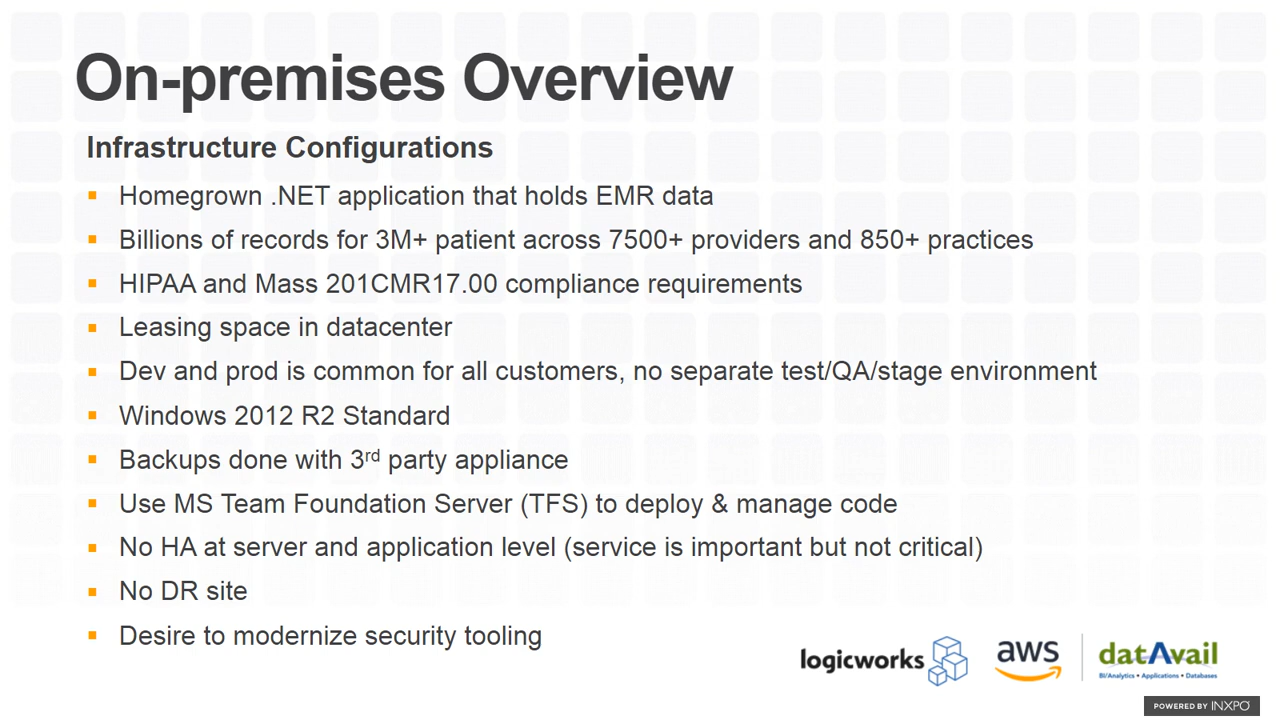 On-premises Overview
Infrastructure Configurations
Homegrown .NET application that holds EMR data
Billions of records for 3M+ patient across 7500+ providers and 850+ practices
HIPAA and Mass 201CMR17.00 compliance requirements
Leasing space in datacenter
Dev and prod is common for all customers, no separate test/QA/stage environment
Windows 2012 R2 Standard
Backups done with 3rd party appliance
Use MS Team Foundation Server (TFS) to deploy & manage code
No HA at server and application level (service is important but not critical)
No DR site
Desire to modernize security tooling
logicworks
aws
datAvail
BI/Analytics • Applications • Databases
POWERED BY INXPO